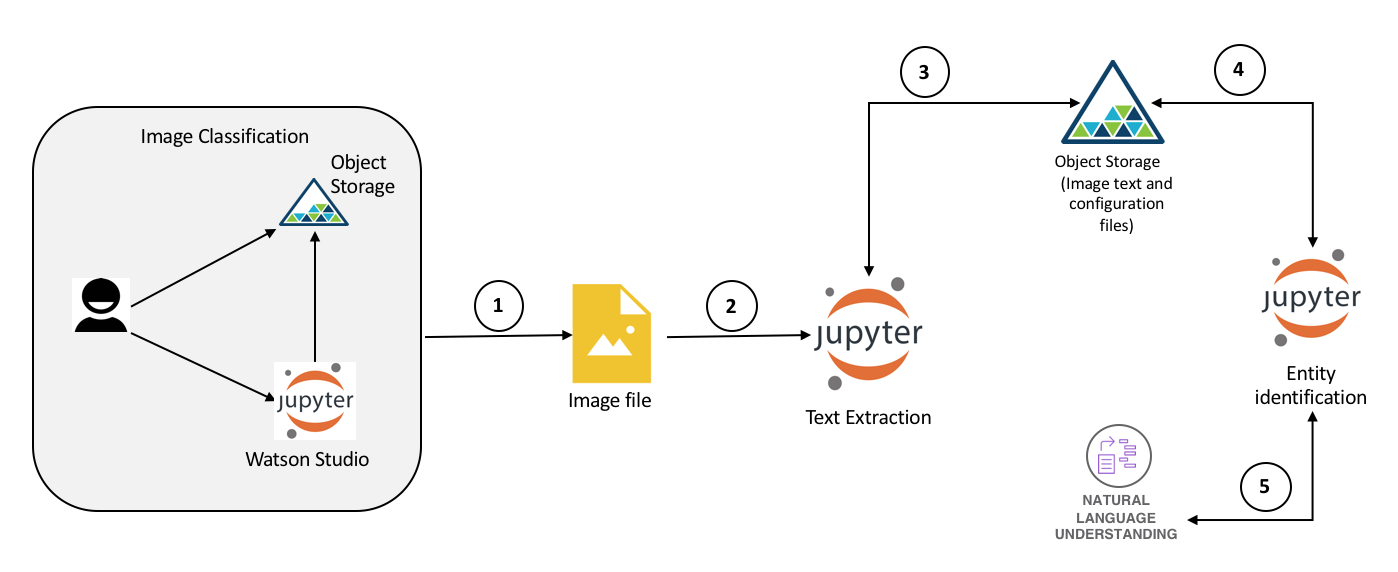 Image Classification
Object
Storage
jupyter
Watson Studio
1
Image file
2
jupyter
Text Extraction
3
Object Storage
(Image text and
configuration
files)
4
jupyter
Entity
identification
5
NATURAL
LANGUAGE
UNDERSTANDING